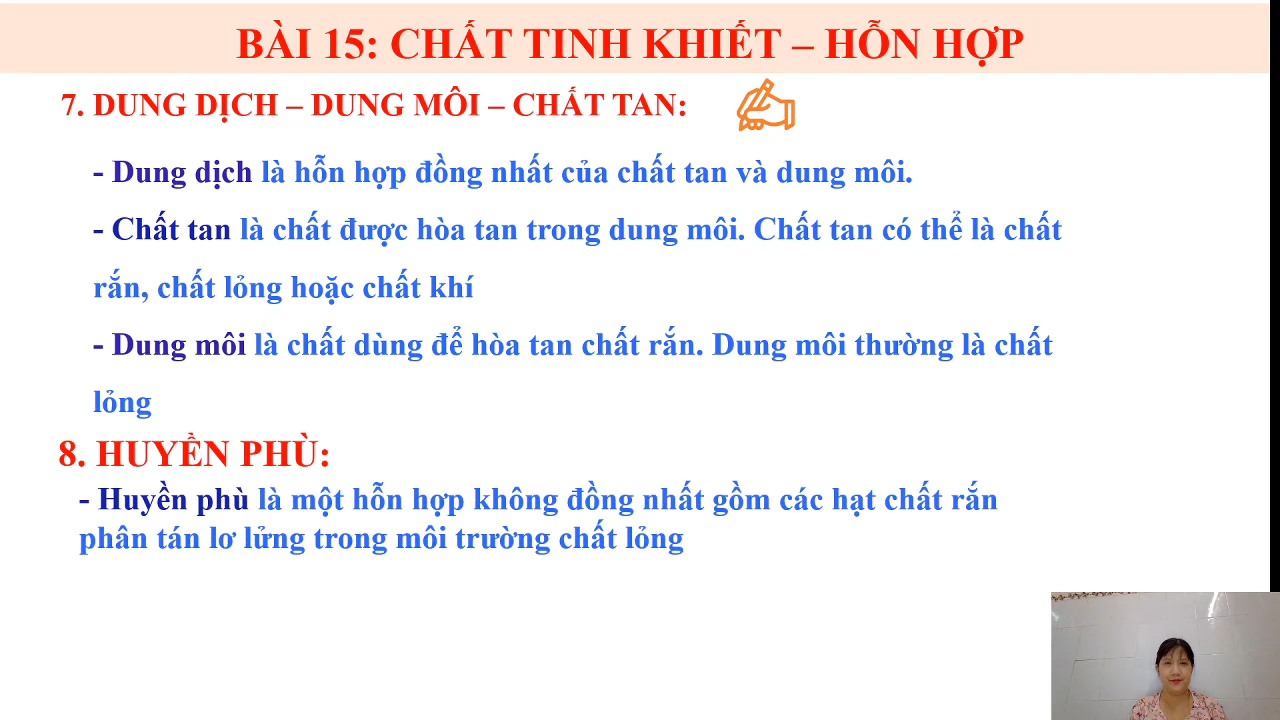 BÀI 15: CHẤT TINH KHIẾT – HỖN HỢP
7. DUNG DỊCH – DUNG MÔI – CHẤT TAN:
- Dung dịch là hỗn hợp đồng nhất của chất tan và dung môi.
- Chất tan là chất được hòa tan trong dung môi. Chất tan có thể là chất
rắn, chất lỏng hoặc chất khí
- Dung môi là chất dùng để hòa tan chất rắn. Dung môi thường là chất
lỏng
8. HUYỀN PHÙ:
- Huyền phù là một hỗn hợp không đồng nhất gồm các hạt chất rắn
phân tán lơ lửng trong môi trường chất lỏng